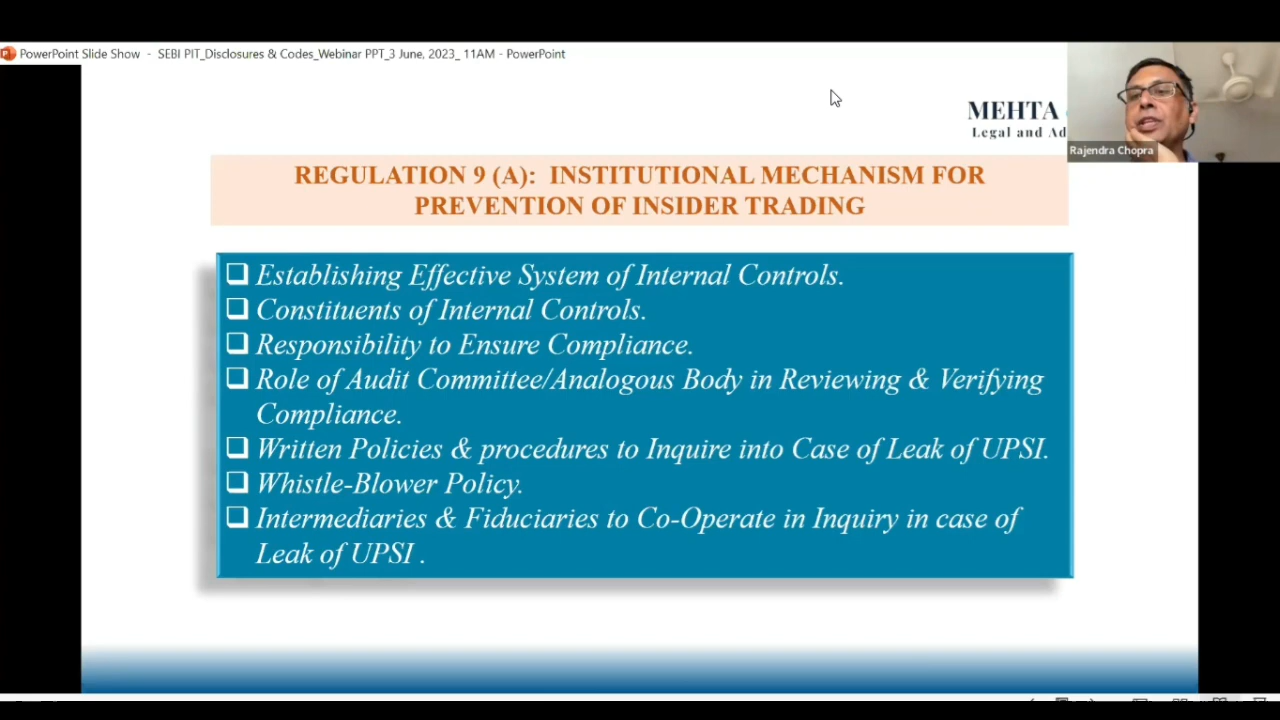 PowerPoint Slide Show - SEBI PIT_Disclosures & Codes_Webinar PPT_3 June, 2023_ 11AM - PowerPoint
MEHTA
Legal and Ad
Rajendra Chopra
REGULATION 9 (A): INSTITUTIONAL MECHANISM FOR
PREVENTION OF INSIDER TRADING
Establishing Effective System of Internal Controls.
Constituents of Internal Controls.
Responsibility to Ensure Compliance.
Role of Audit Committee/Analogous Body in Reviewing & Verifying
Compliance.
Written Policies & procedures to Inquire into Case of Leak of UPSI.
Whistle-Blower Policy.
Intermediaries & Fiduciaries to Co-Operate in Inquiry in case of
Leak of UPSI .